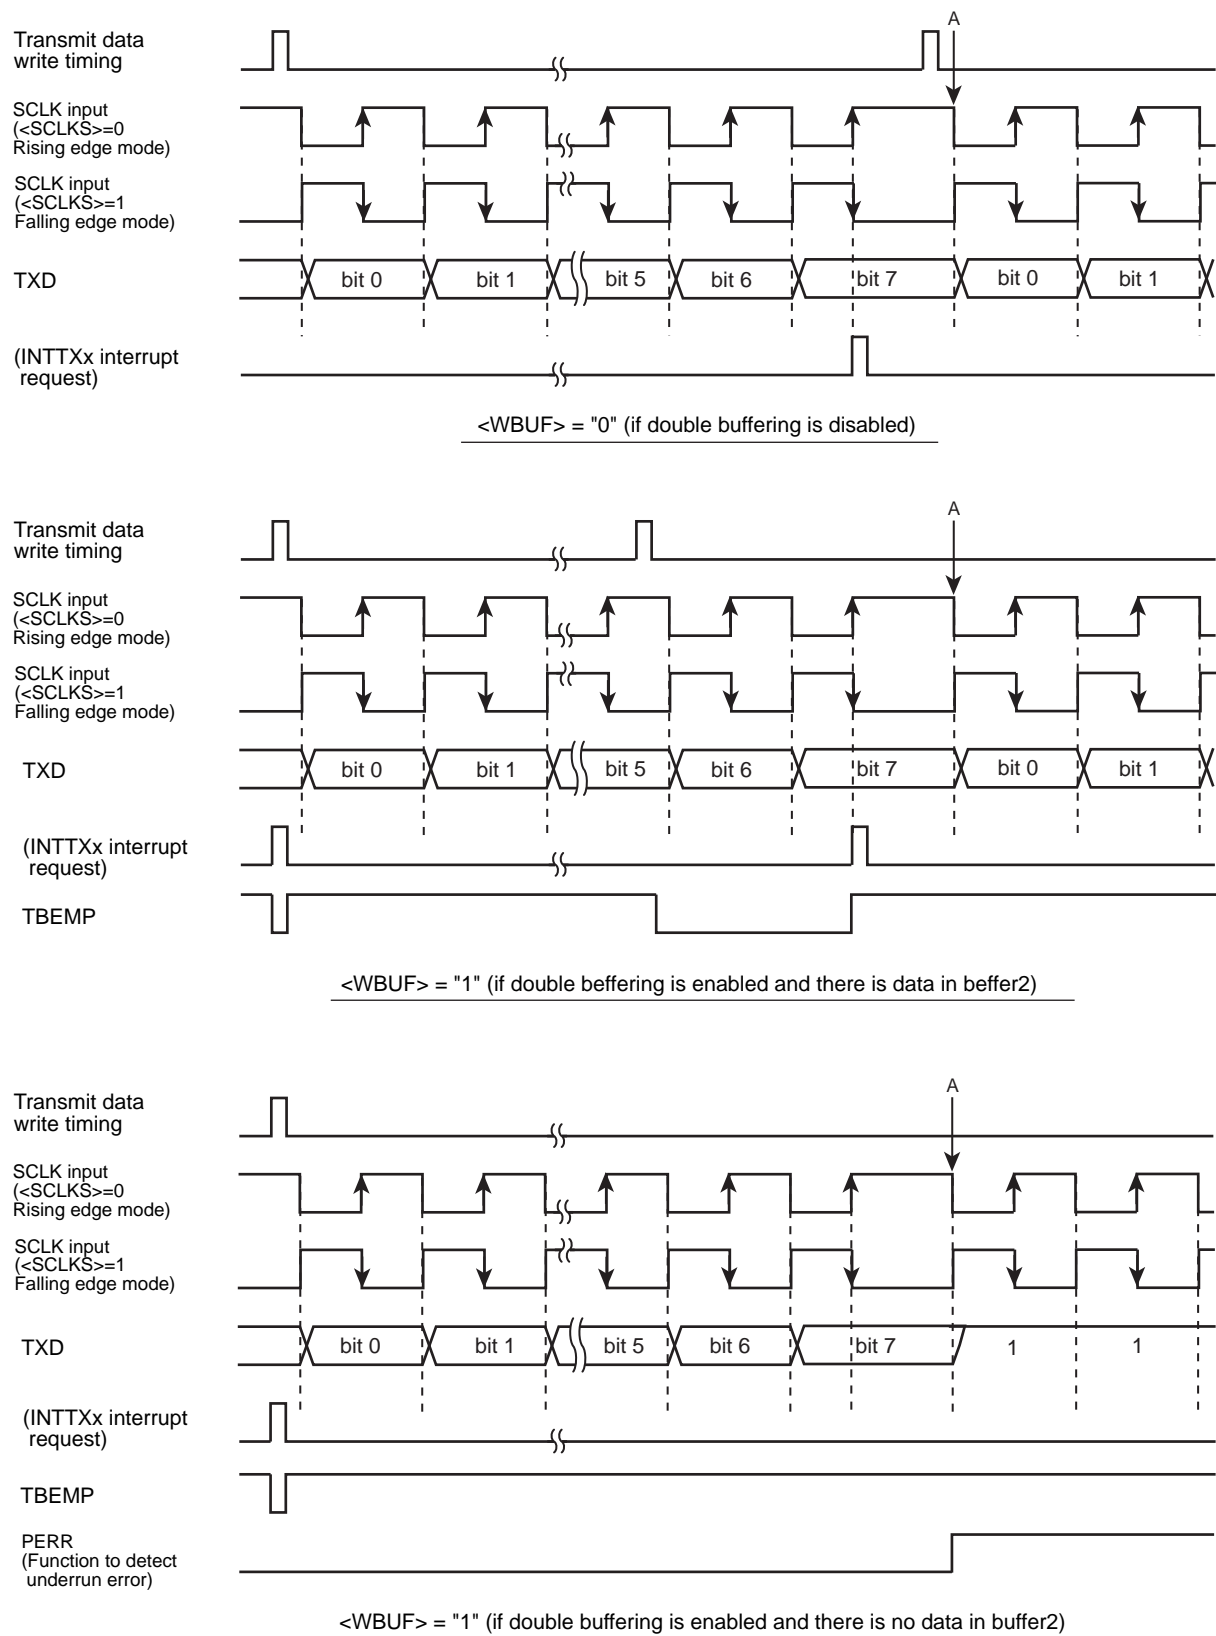 A
Transmit data
write timing
SCLK input
(<SCLKS>=0
Rising edge mode)
SCLK input
(<SCLKS>=1
Falling edge mode)
TXD
bit 0
bit 1
bit 5
bit 6
bit 7
bit 0
bit 1
(INTTXx interrupt
request)
<WBUF> = "0" (if double buffering is disabled)
A
Transmit data
write timing
SCLK input
(<SCLKS>=0
Rising edge mode)
SCLK input
(<SCLKS>=1
Falling edge mode)
TXD
bit 0
bit 1
bit 5
bit 6
bit 7
bit 0
bit 1
(INTTXx interrupt
request)
TBEMP
<WBUF> = "1" (if double beffering is enabled and there is data in beffer2)
A
Transmit data
write timing
SCLK input
(<SCLKS>=0
Rising edge mode)
SCLK input
(<SCLKS>=1
Falling edge mode)
TXD
bit 0
bit 1
bit 5
bit 6
bit 7
1
1
(INTTXx interrupt
request)
TBEMP
PERR
(Function to detect
underrun error)
<WBUF> = "1" (if double buffering is enabled and there is no data in buffer2)